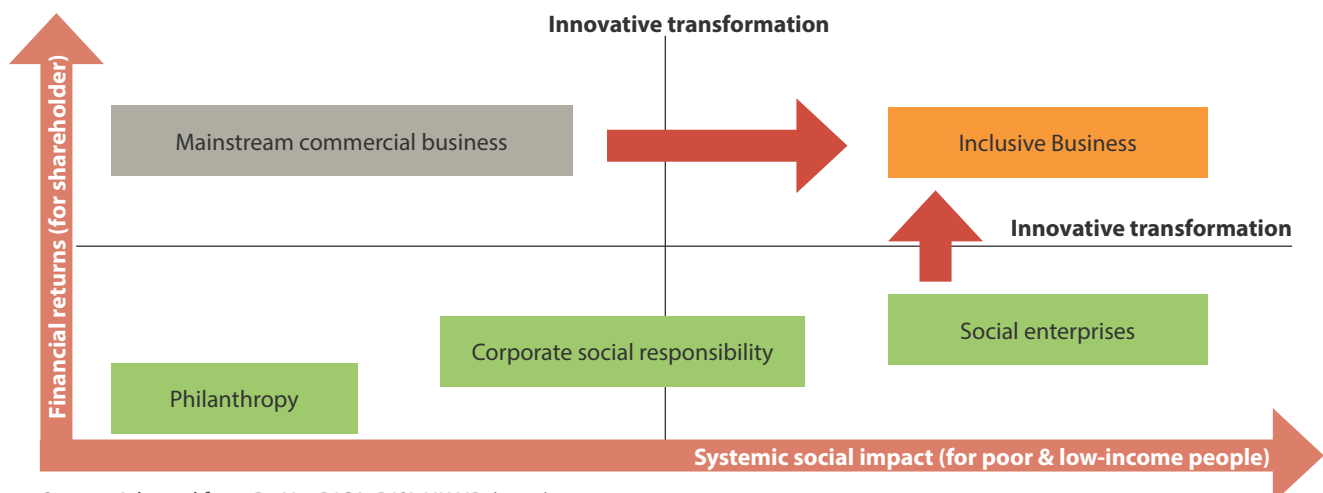 Innovative transformation
Financial returns (for shareholder)
Mainstream commercial business
Inclusive Business
Innovative transformation
Social enterprises
Corporate social responsibility
Philanthropy
Systemic social impact (for poor & low-income people)